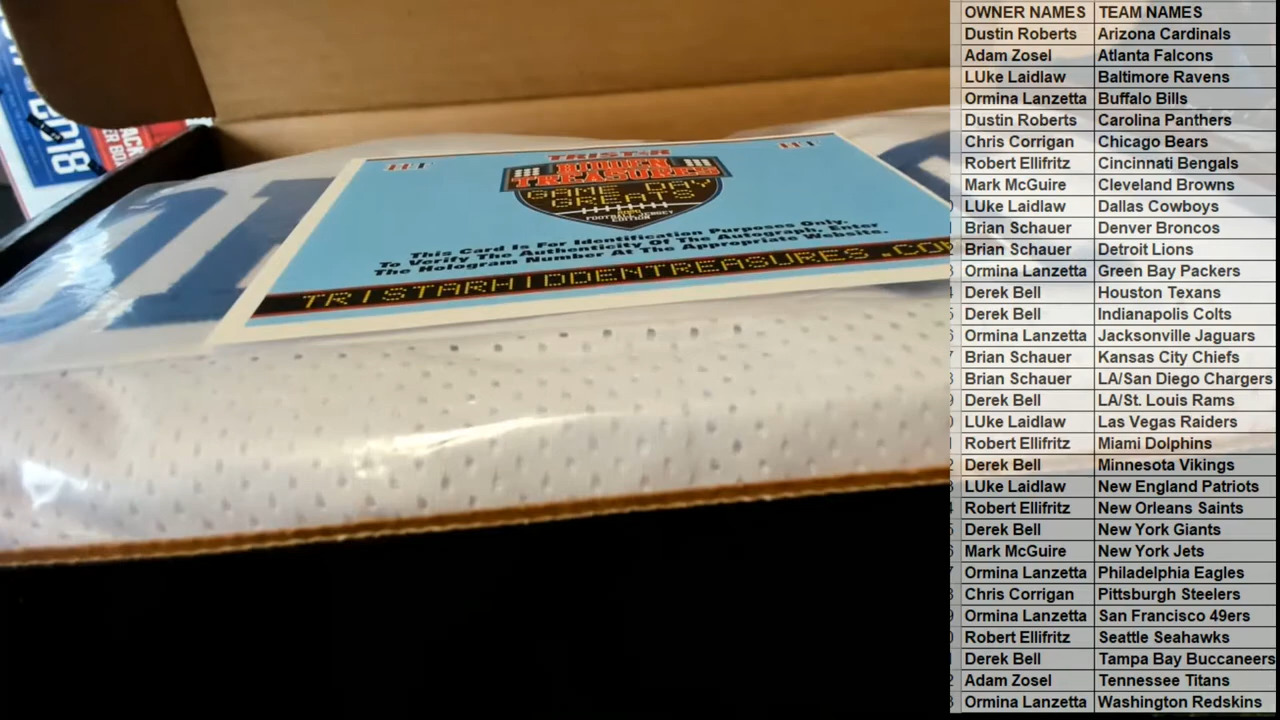 2018
TRISTAR
HIDDEN
TREASURES
GAME DAY
GREATS
FOOTBALL JERSEY
EDITION
This Card Is For Identification Purposes Only.
To Verify The Authenticity Of The Autograph, Enter
The Hologram Number At The Appropriate Website.
TRISTARHIDDENTREASURES.CO
OWNER NAMES TEAM NAMES
Dustin Roberts Arizona Cardinals
Adam Zosel Atlanta Falcons
LUke Laidlaw Baltimore Ravens
Ormina Lanzetta Buffalo Bills
Dustin Roberts Carolina Panthers
Chris Corrigan Chicago Bears
Robert Ellifritz Cincinnati Bengals
Mark McGuire Cleveland Browns
LUke Laidlaw Dallas Cowboys
Brian Schauer Denver Broncos
Brian Schauer Detroit Lions
Ormina Lanzetta Green Bay Packers
Derek Bell Houston Texans
Derek Bell Indianapolis Colts
Ormina Lanzetta Jacksonville Jaguars
Brian Schauer Kansas City Chiefs
Brian Schauer LA/San Diego Chargers
Derek Bell LA/St. Louis Rams
LUke Laidlaw Las Vegas Raiders
Robert Ellifritz Miami Dolphins
Derek Bell Minnesota Vikings
LUke Laidlaw New England Patriots
Robert Ellifritz New Orleans Saints
Derek Bell New York Giants
Mark McGuire New York Jets
Ormina Lanzetta Philadelphia Eagles
Chris Corrigan Pittsburgh Steelers
Ormina Lanzetta San Francisco 49ers
Robert Ellifritz Seattle Seahawks
Derek Bell Tampa Bay Buccaneers
Adam Zosel Tennessee Titans
Ormina Lanzetta Washington Redskins